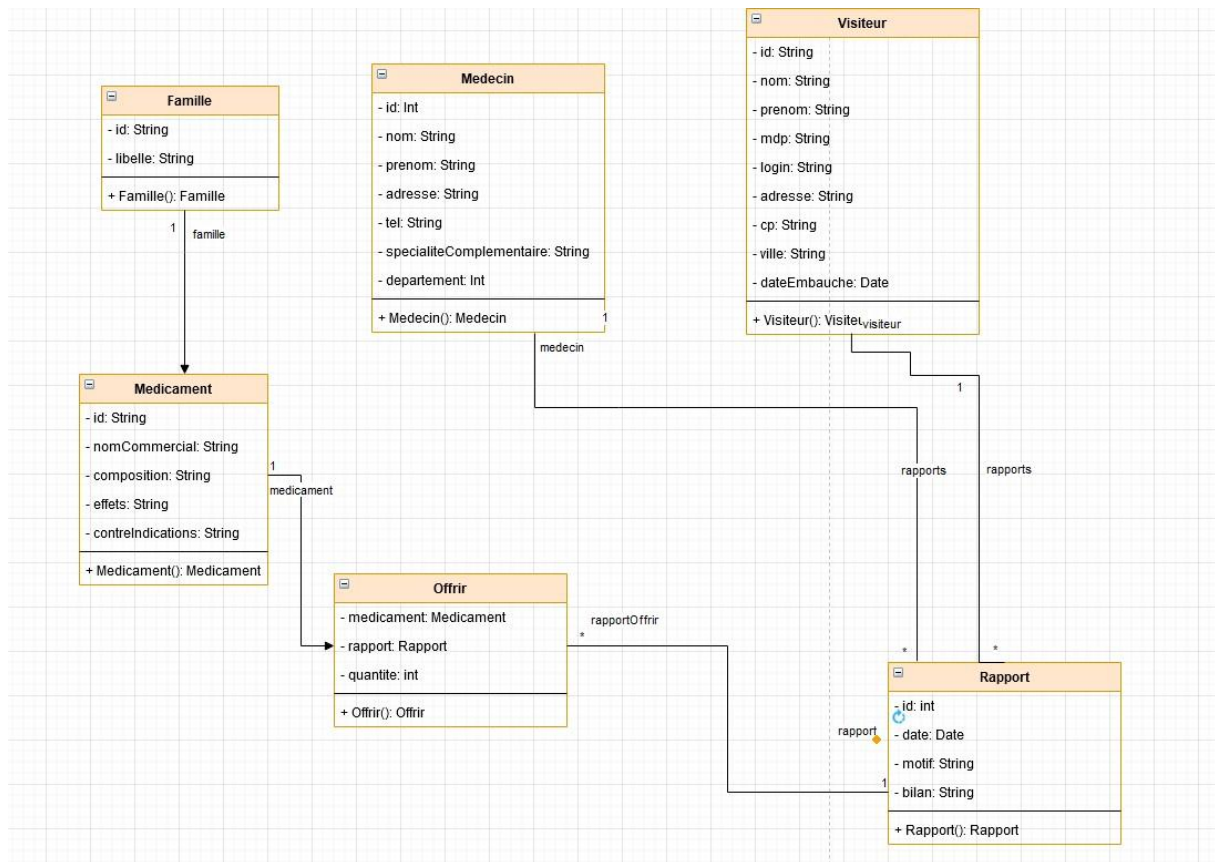 Visiteur
- id: String
- nom: String
- prenom: String
- mdp: String
- login: String
- adresse: String
- cp: String
- ville: String
- dateEmbauche: Date
+ Visiteur(): Visiteu
visiteur
1
rapports
*
Medecin
- id: Int
- nom: String
- prenom: String
- adresse: String
- tel: String
- specialiteComplementaire: String
- departement: Int
+ Medecin(): Medecin
1
medecin
rapports
*
Famille
- id: String
- libelle: String
+ Famille(): Famille
1
famille
Medicament
- id: String
- nomCommercial: String
- composition: String
- effets: String
- contreIndications: String
+ Medicament(): Medicament
1
medicament
Offrir
- medicament: Medicament
- rapport: Rapport
- quantite: int
+ Offrir(): Offrir
rapportOffrir
*
Rapport
- id: int
- date: Date
- motif: String
- bilan: String
+ Rapport(): Rapport
rapport
1